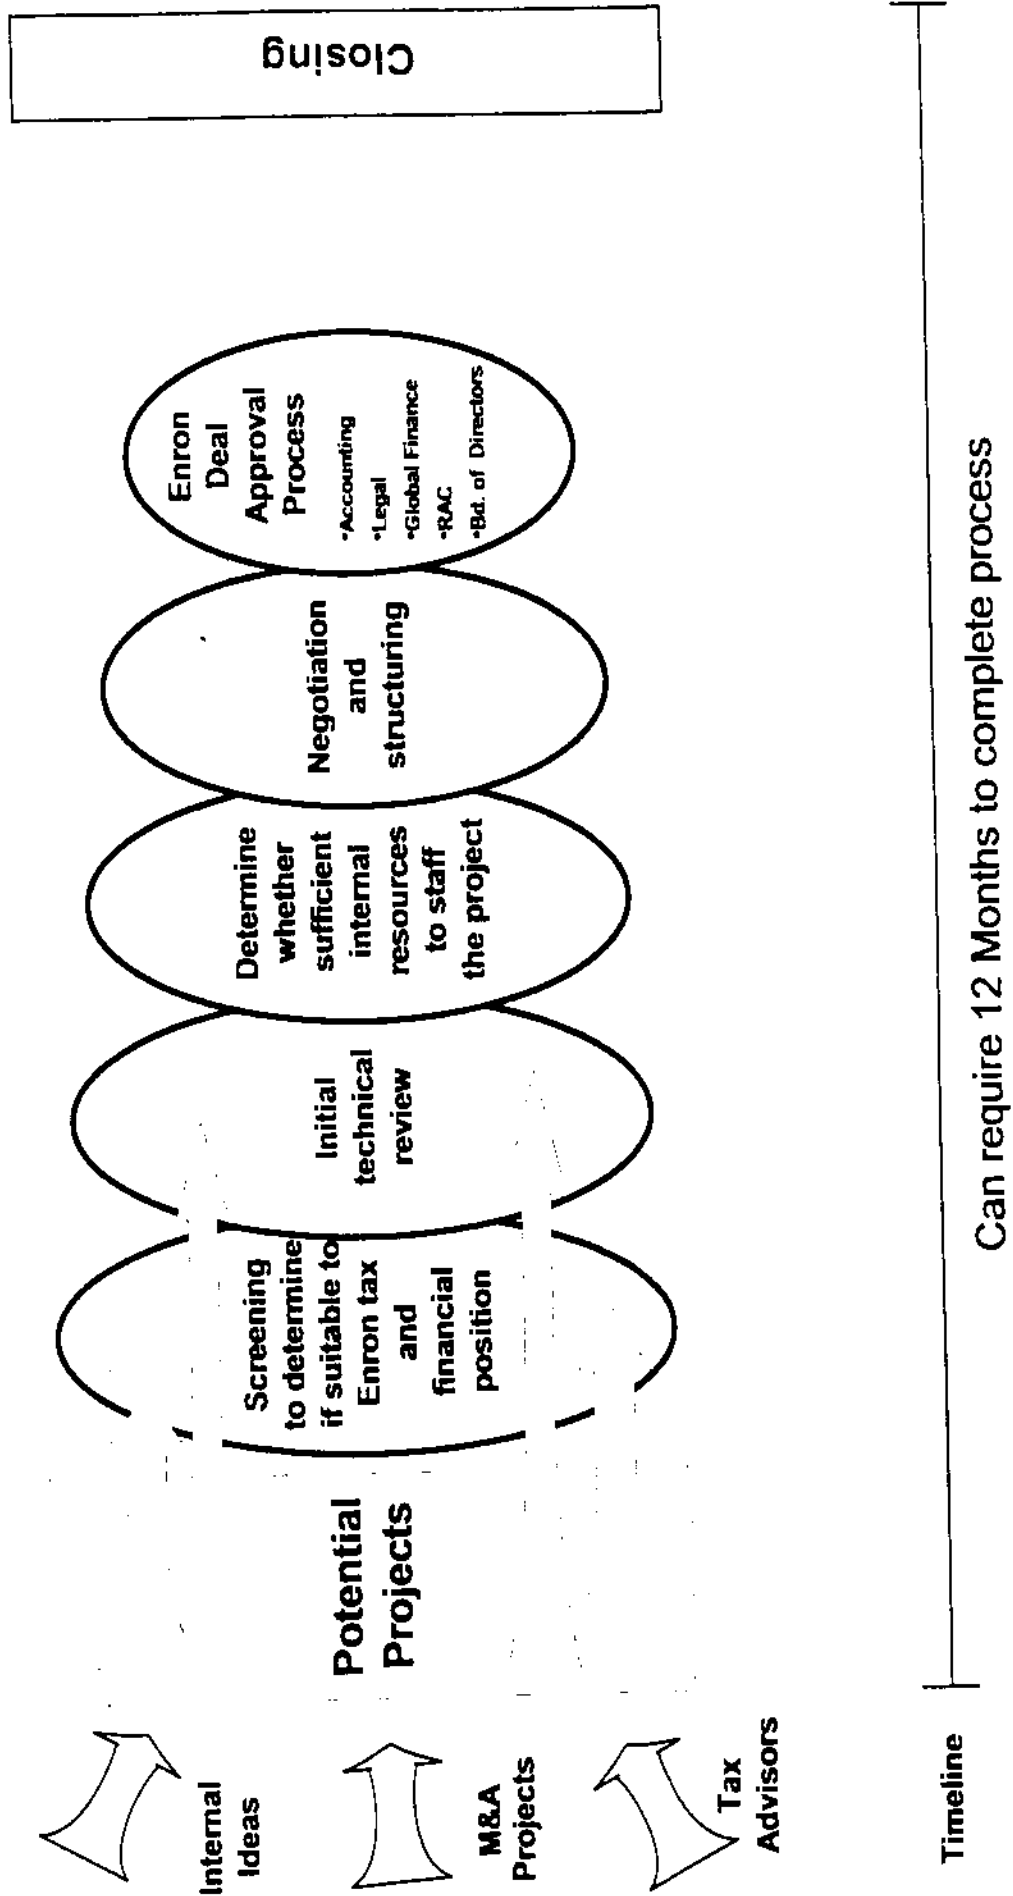 Internal
Ideas
M&A
Projects
Tax
Advisors
Potential
Projects
Screening
to determine
if suitable to
Enron tax
and
financial
position
Initial
technical
review
Determine
whether
sufficient
internal
resources
to staff
the project
Negotiation
and
structuring
Enron
Deal
Approval
Process
•Accounting
•Legal
•Global Finance
•RAC
•Bd. of Directors
Closing
Timeline
Can require 12 Months to complete process